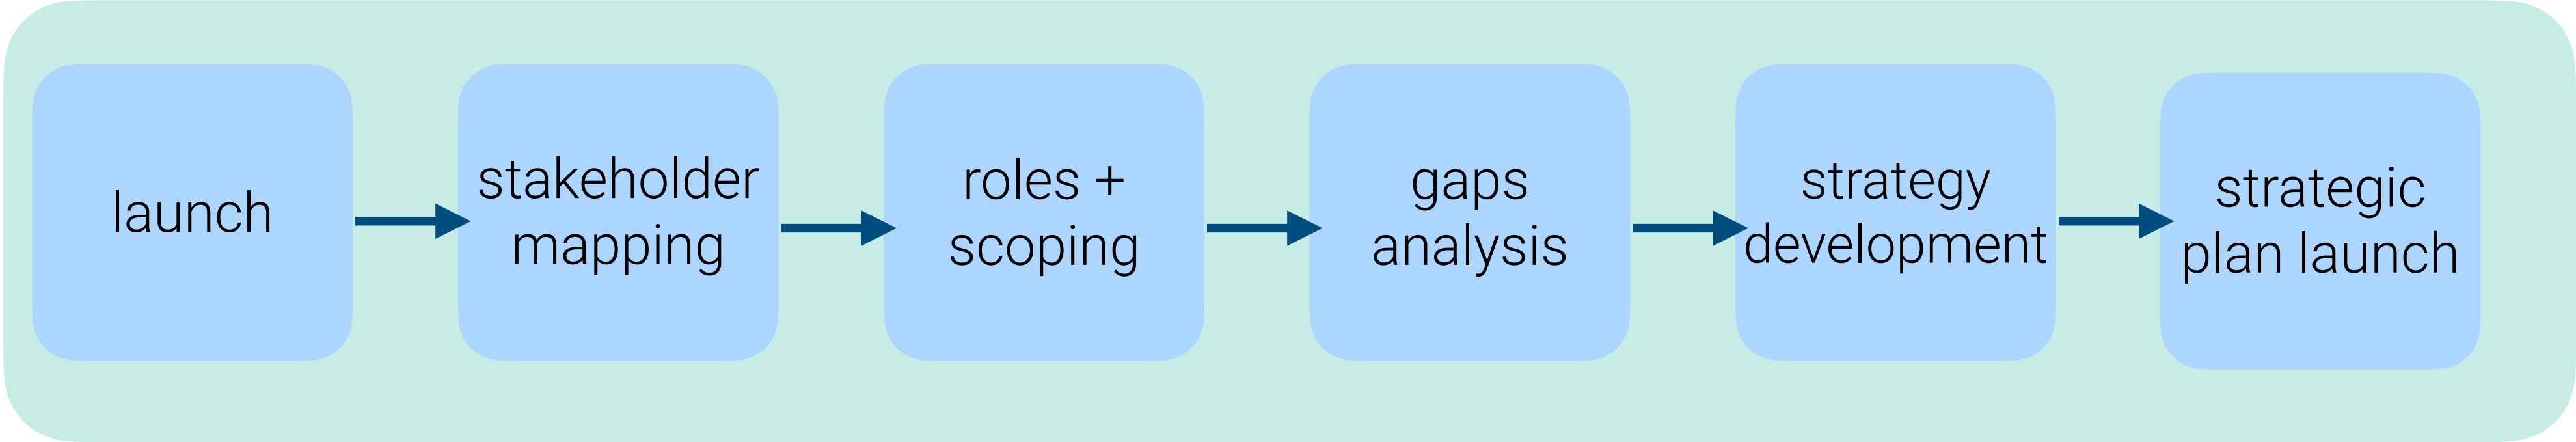 launch
stakeholder
mapping
roles +
scoping
gaps
analysis
strategy
development
strategic
plan launch